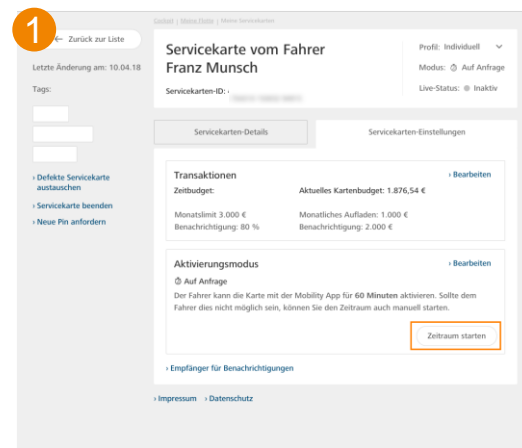 1
Cockpit | Meine Flotte | Meine Servicekarten
← Zurück zur Liste
Letzte Änderung am: 10.04.18
Tags:
› Defekte Servicekarte
austauschen
› Servicekarte beenden
› Neue Pin anfordern
Servicekarte vom Fahrer
Franz Munsch
Servicekarten-ID:
Profil: Individuell
Modus: Auf Anfrage
Live-Status: Inaktiv
Servicekarten-Details
Servicekarten-Einstellungen
Transaktionen
› Bearbeiten
Zeitbudget:
Aktuelles Kartenbudget: 1.876,54 €
Monatslimit 3.000 €
Monatliches Aufladen: 1.000 €
Benachrichtigung: 80 %
Benachrichtigung: 2.000 €
Aktivierungsmodus
› Bearbeiten
Auf Anfrage
Der Fahrer kann die Karte mit der Mobility App für 60 Minuten aktivieren. Sollte dem
Fahrer dies nicht möglich sein, können Sie den Zeitraum auch manuell starten.
Zeitraum starten
› Empfänger für Benachrichtigungen
› Impressum › Datenschutz